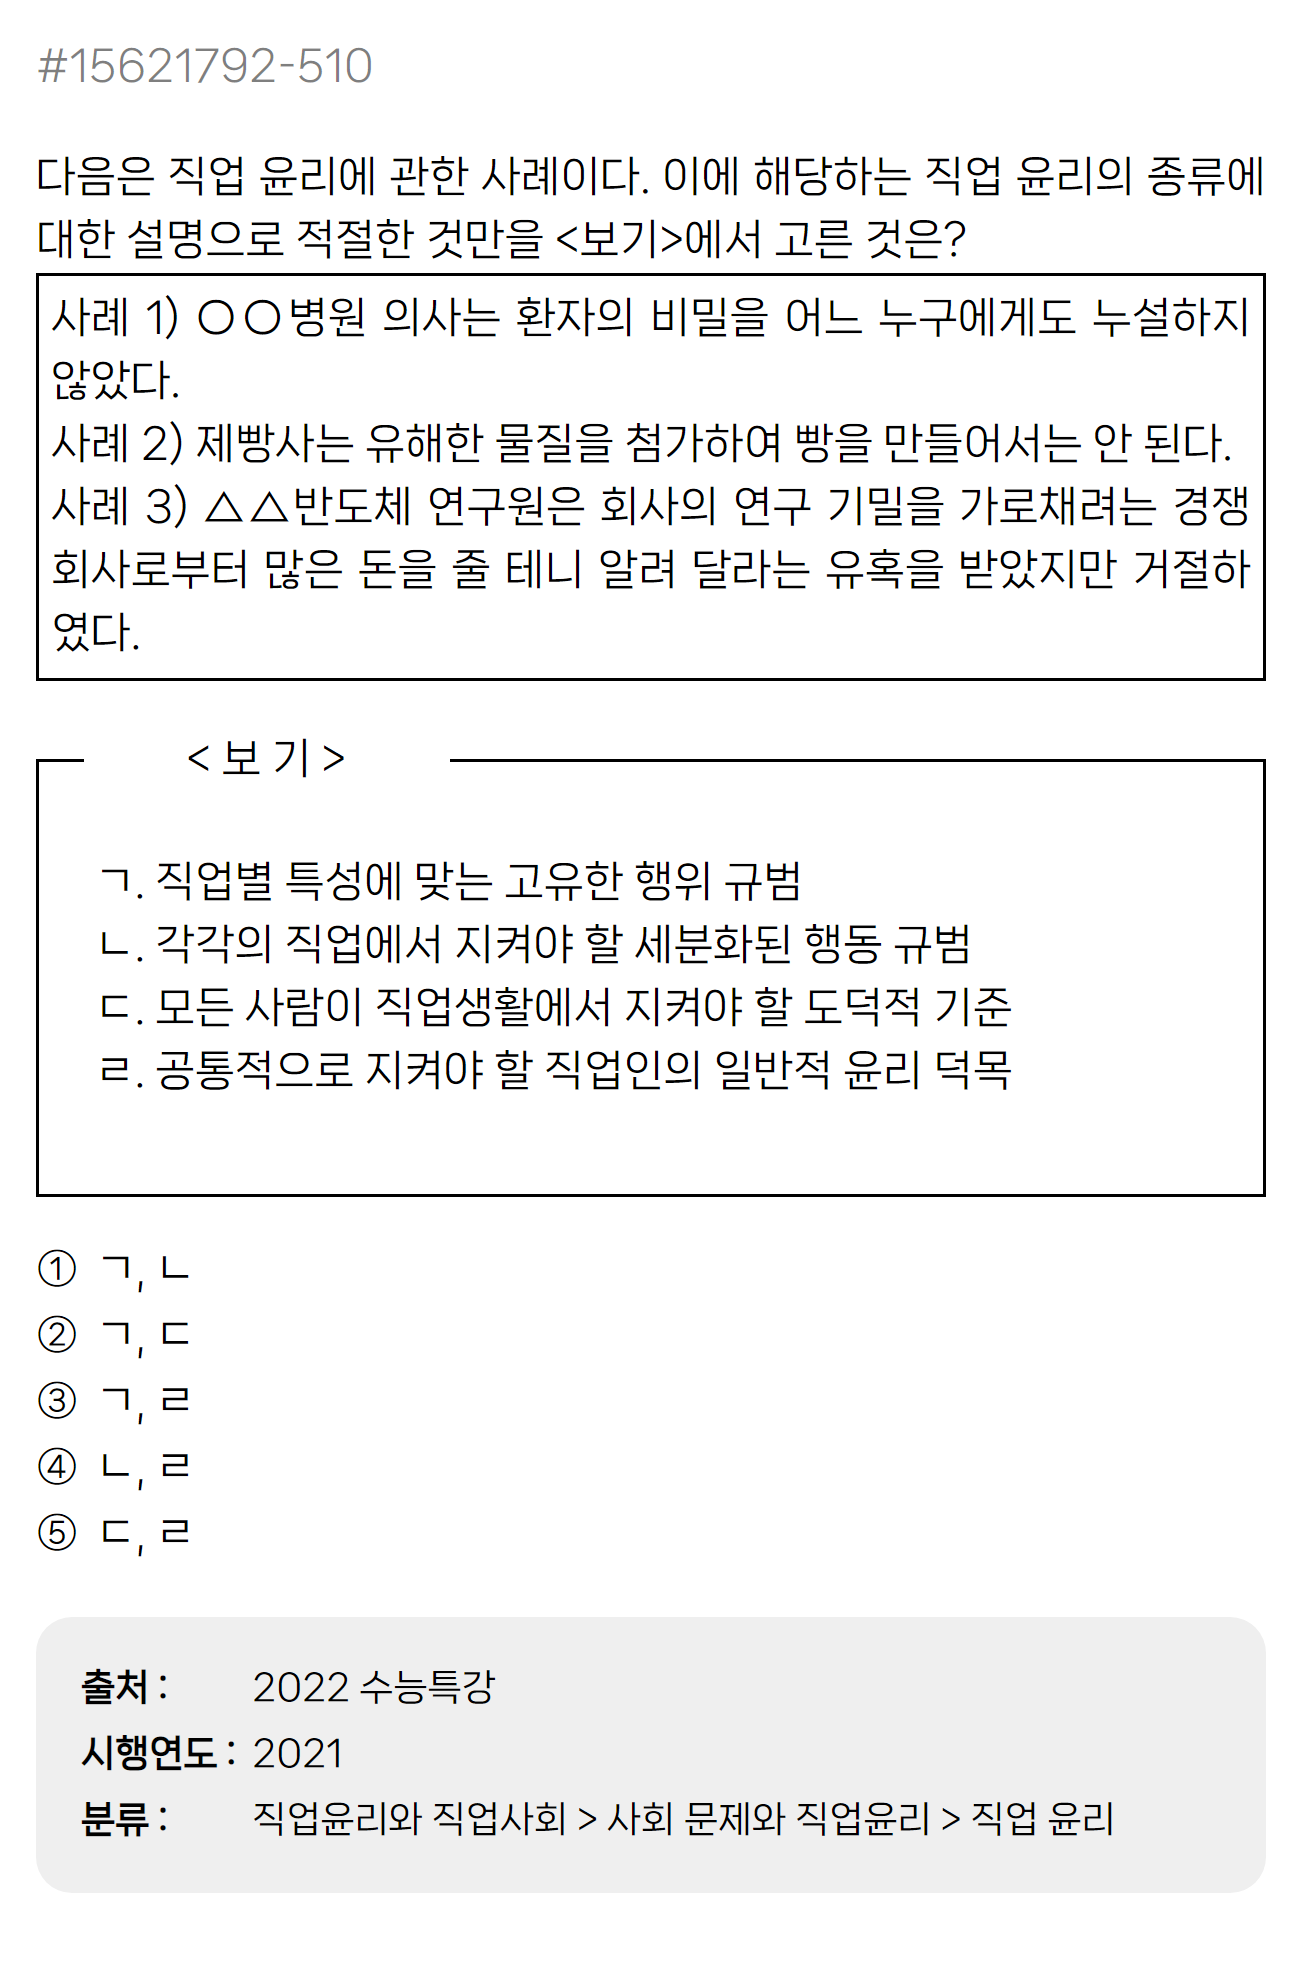 #15621792-510
다음은 직업 윤리에 관한 사례이다. 이에 해당하는 직업 윤리의 종류에
대한 설명으로 적절한 것만을 <보기>에서 고른 것은?
사례 1) ○○병원 의사는 환자의 비밀을 어느 누구에게도 누설하지
않았다.
사례 2) 제빵사는 유해한 물질을 첨가하여 빵을 만들어서는 안 된다.
사례 3) △△반도체 연구원은 회사의 연구 기밀을 가로채려는 경쟁
회사로부터 많은 돈을 줄 테니 알려 달라는 유혹을 받았지만 거절하
였다.
< 보 기 >
ㄱ. 직업별 특성에 맞는 고유한 행위 규범
ㄴ. 각각의 직업에서 지켜야 할 세분화된 행동 규범
ㄷ. 모든 사람이 직업생활에서 지켜야 할 도덕적 기준
ㄹ. 공통적으로 지켜야 할 직업인의 일반적 윤리 덕목
① ㄱ, ㄴ
② ㄱ, ㄷ
③ ㄱ, ㄹ
④ ㄴ, ㄹ
⑤ ㄷ, ㄹ
출처 : 2022 수능특강
시행연도 : 2021
분류 : 직업윤리와 직업사회 > 사회 문제와 직업윤리 > 직업 윤리